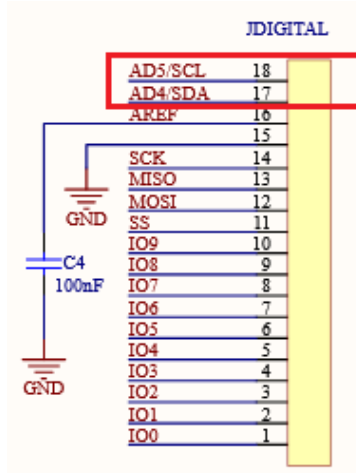 JDIGITAL
AD5/SCL 18
AD4/SDA 17
AREF 16
15
SCK 14
MISO 13
GND
MOSI 12
SS 11
IO9 10
C4
IO8 9
100nF
IO7 8
IO6 7
IO5 6
IO4 5
GND
IO3 4
IO2 3
IO1 2
IO0 1